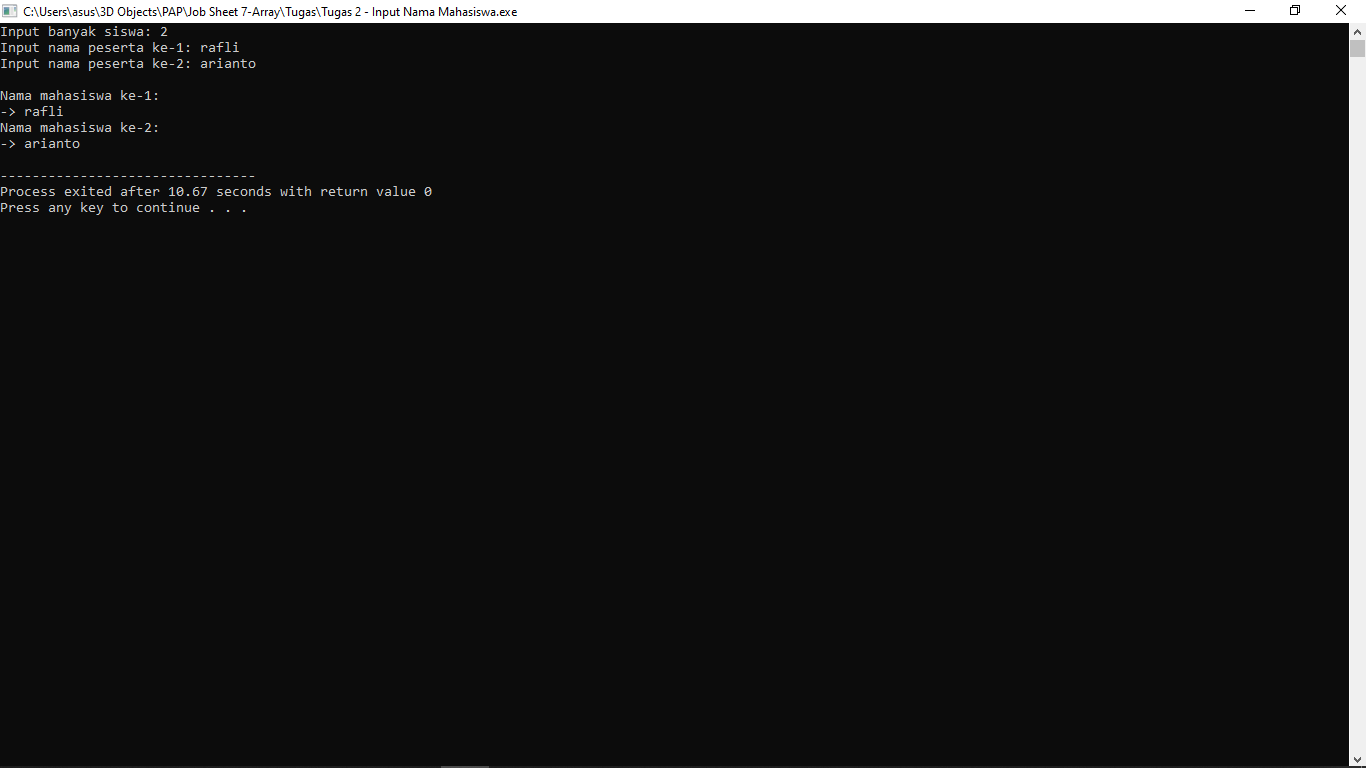 C:\Users\asus\3D Objects\PAP\Job Sheet 7-Array\Tugas\Tugas 2 - Input Nama Mahasiswa.exe
Input banyak siswa: 2
Input nama peserta ke-1: rafli
Input nama peserta ke-2: arianto
Nama mahasiswa ke-1:
-> rafli
Nama mahasiswa ke-2:
-> arianto
--------------------------------
Process exited after 10.67 seconds with return value 0
Press any key to continue . . .